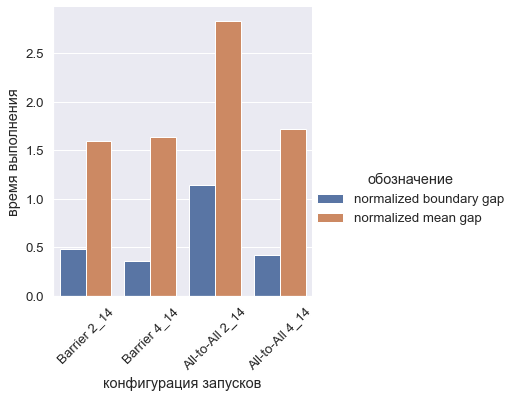 время выполнения
2.5
2.0
1.5
1.0
0.5
0.0
Barrier 2_14
Barrier 4_14
All-to-All 2_14
All-to-All 4_14
конфигурация запусков
обозначение
normalized boundary gap
normalized mean gap